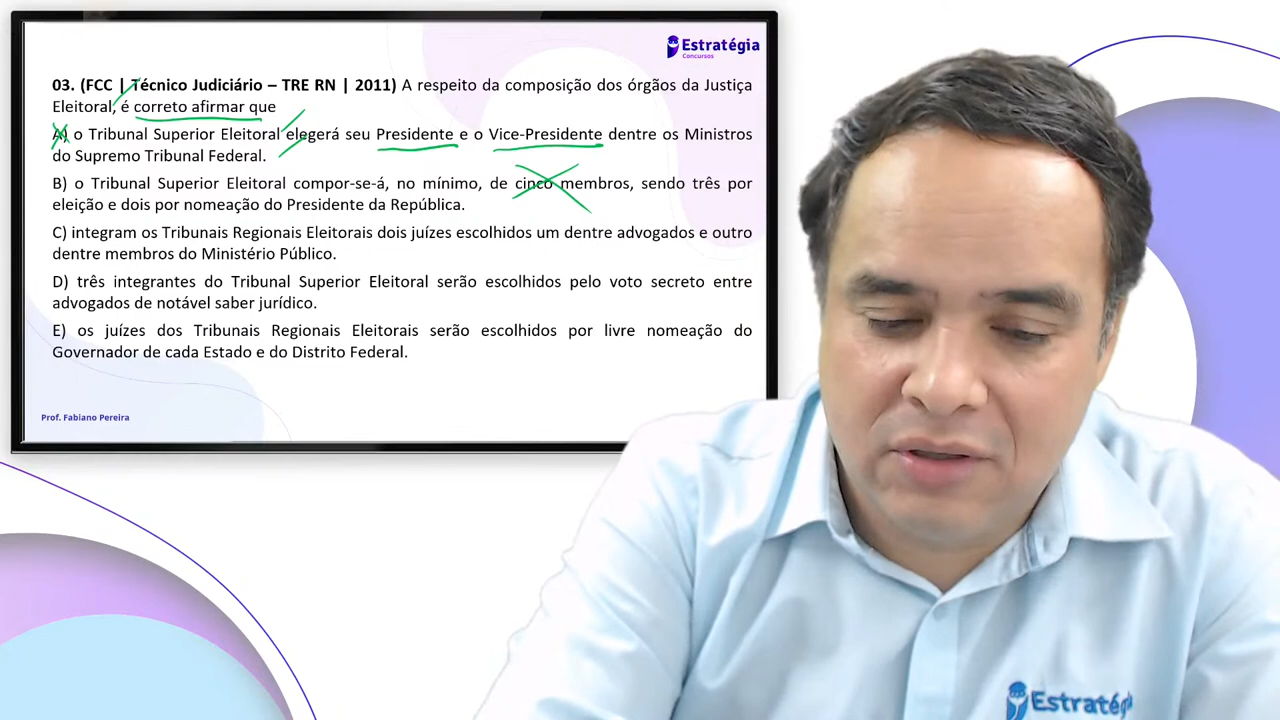 Estratégia
Concursos
03. (FCC | Técnico Judiciário – TRE RN | 2011) A respeito da composição dos órgãos da Justiça
Eleitoral, é correto afirmar que
A) o Tribunal Superior Eleitoral elegerá seu Presidente e o Vice-Presidente dentre os Ministros
do Supremo Tribunal Federal.
B) o Tribunal Superior Eleitoral compor-se-á, no mínimo, de cinco membros, sendo três por
eleição e dois por nomeação do Presidente da República.
C) integram os Tribunais Regionais Eleitorais dois juízes escolhidos um dentre advogados e outro
dentre membros do Ministério Público.
D) três integrantes do Tribunal Superior Eleitoral serão escolhidos pelo voto secreto entre
advogados de notável saber jurídico.
E) os juízes dos Tribunais Regionais Eleitorais serão escolhidos por livre nomeação do
Governador de cada Estado e do Distrito Federal.
Prof. Fabiano Pereira
Estratégia